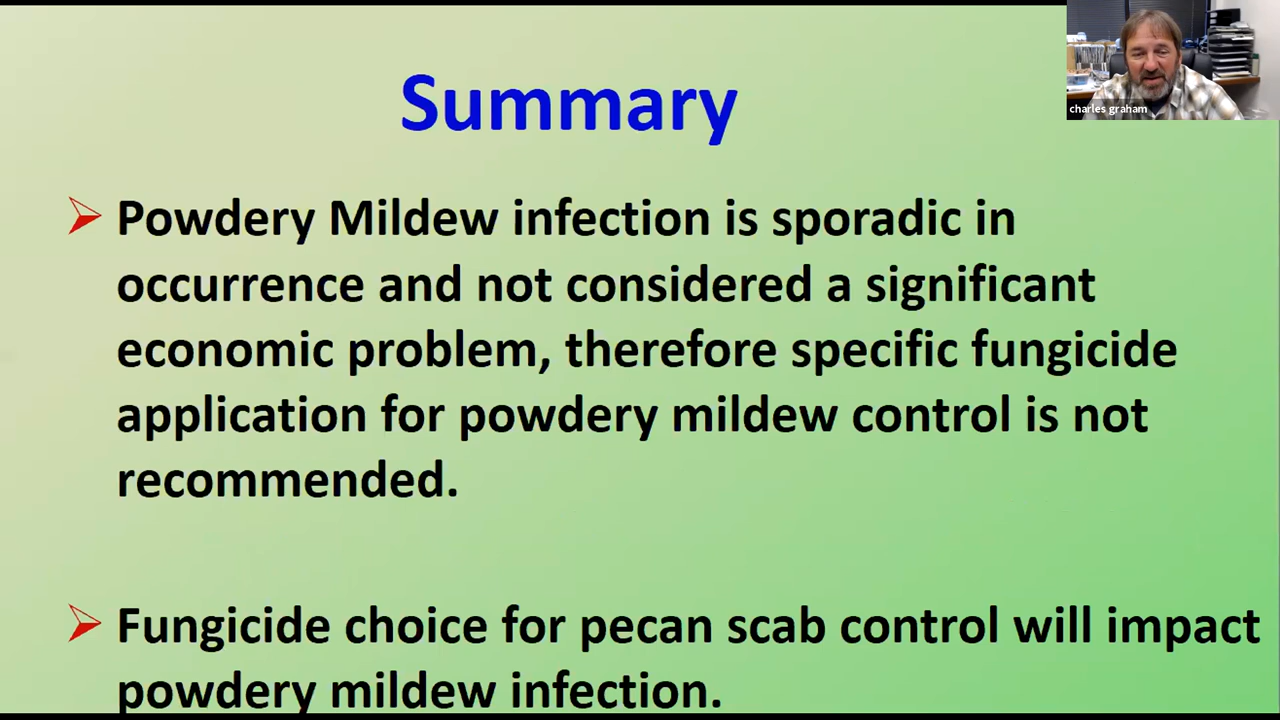 Summary
charles graham
Powdery Mildew infection is sporadic in
occurrence and not considered a significant
economic problem, therefore specific fungicide
application for powdery mildew control is not
recommended.
Fungicide choice for pecan scab control will impact
powdery mildew infection.